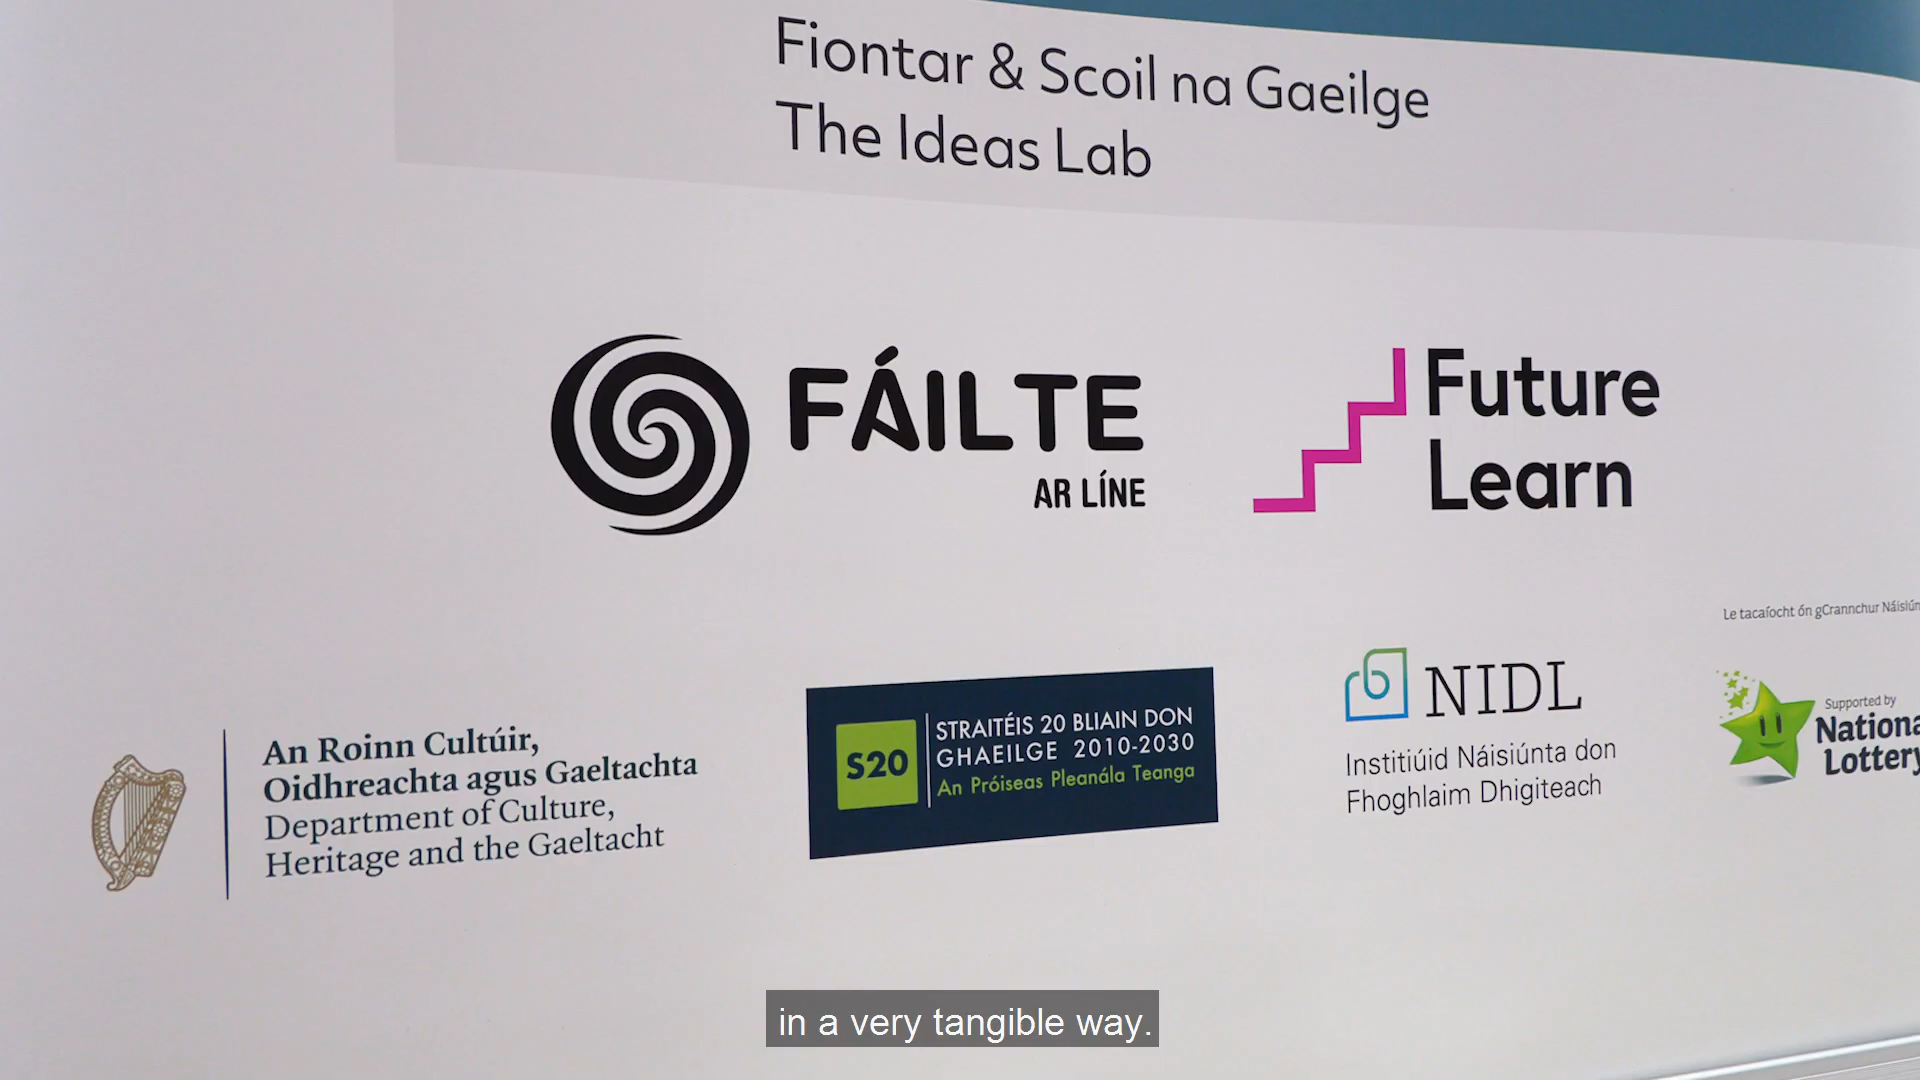 Fiontar & Scoil na Gaeilge
The Ideas Lab
FÁILTE
AR LÍNE
Future
Learn
Le tacaíocht ón gCrannchur
An Roinn Cultúir,
Oidhreachta agus Gaeltachta
Department of Culture,
Heritage and the Gaeltacht
S20
STRAITÉIS 20 BLIAIN DON
GHAEILGE 2010-2030
An Próiseas Pleanála Teanga
NIDL
Institiúid Náisiúnta don
Fhoghlaim Dhigiteach
Supported by
Lottery
in a very tangible way.